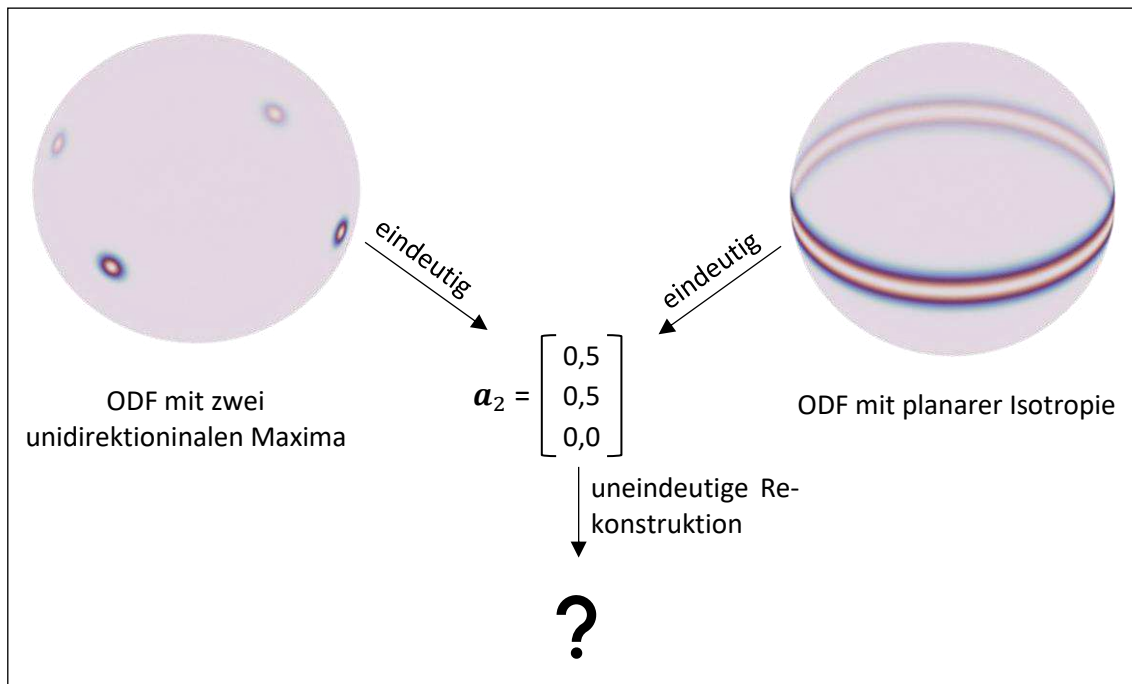 eindeutig
eindeutig
ODF mit zwei
unidirektioninalen Maxima
ODF mit planarer Isotropie
𝒂₂ = [ 0,5
0,5
0,0 ]
uneindeutige Re-
konstruktion
?